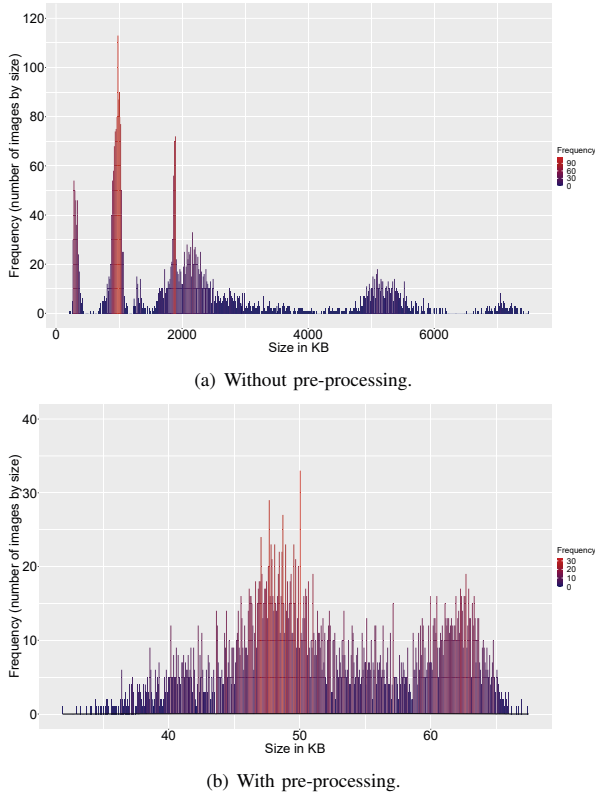 120
100
80
60
40
20
0
Frequency (number of images by size)
0 2000 4000 6000
Size in KB
Frequency
90
60
30
0
(a) Without pre-processing.
40
30
20
10
0
Frequency (number of images by size)
40 50 60
Size in KB
Frequency
30
20
10
0
(b) With pre-processing.